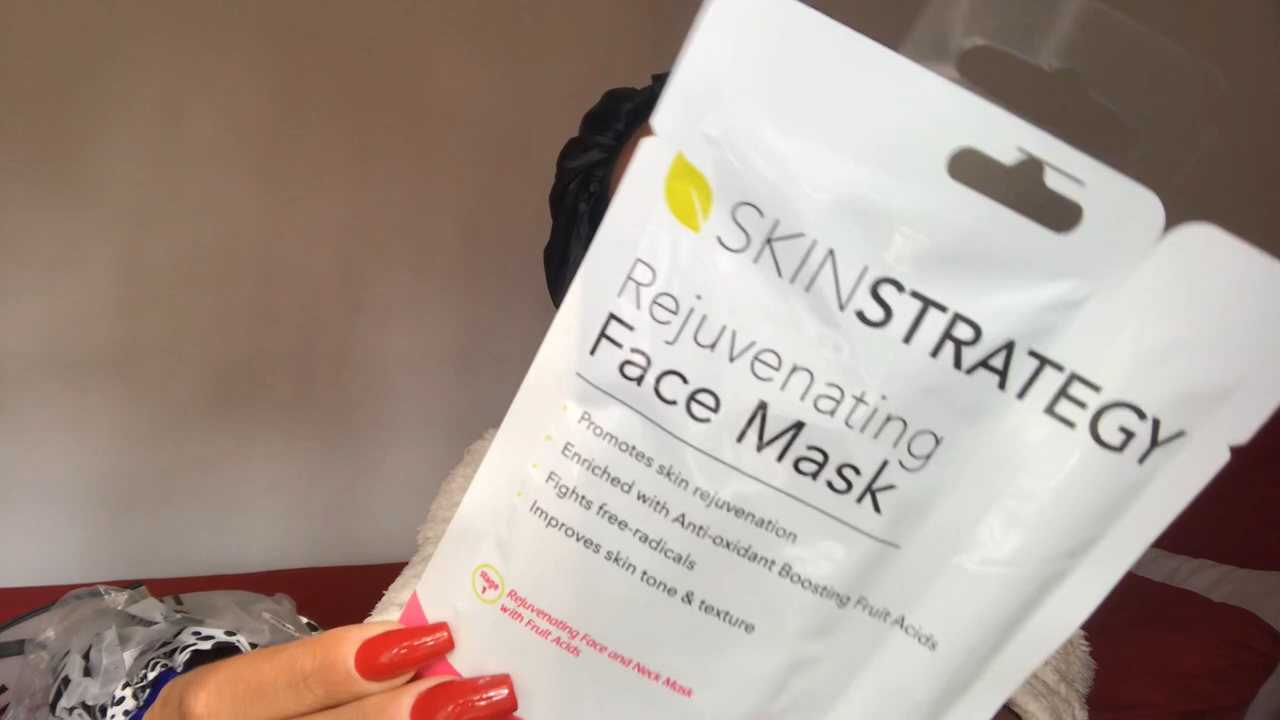 SKINSTRATEGY
Rejuvenating
Face Mask
Promotes skin rejuvenation
Enriched with Anti-oxidant Boosting Fruit Acids
Fights free-radicals
Improves skin tone & texture
Stage
1
Rejuvenating Face and Neck Mask
with Fruit Acids